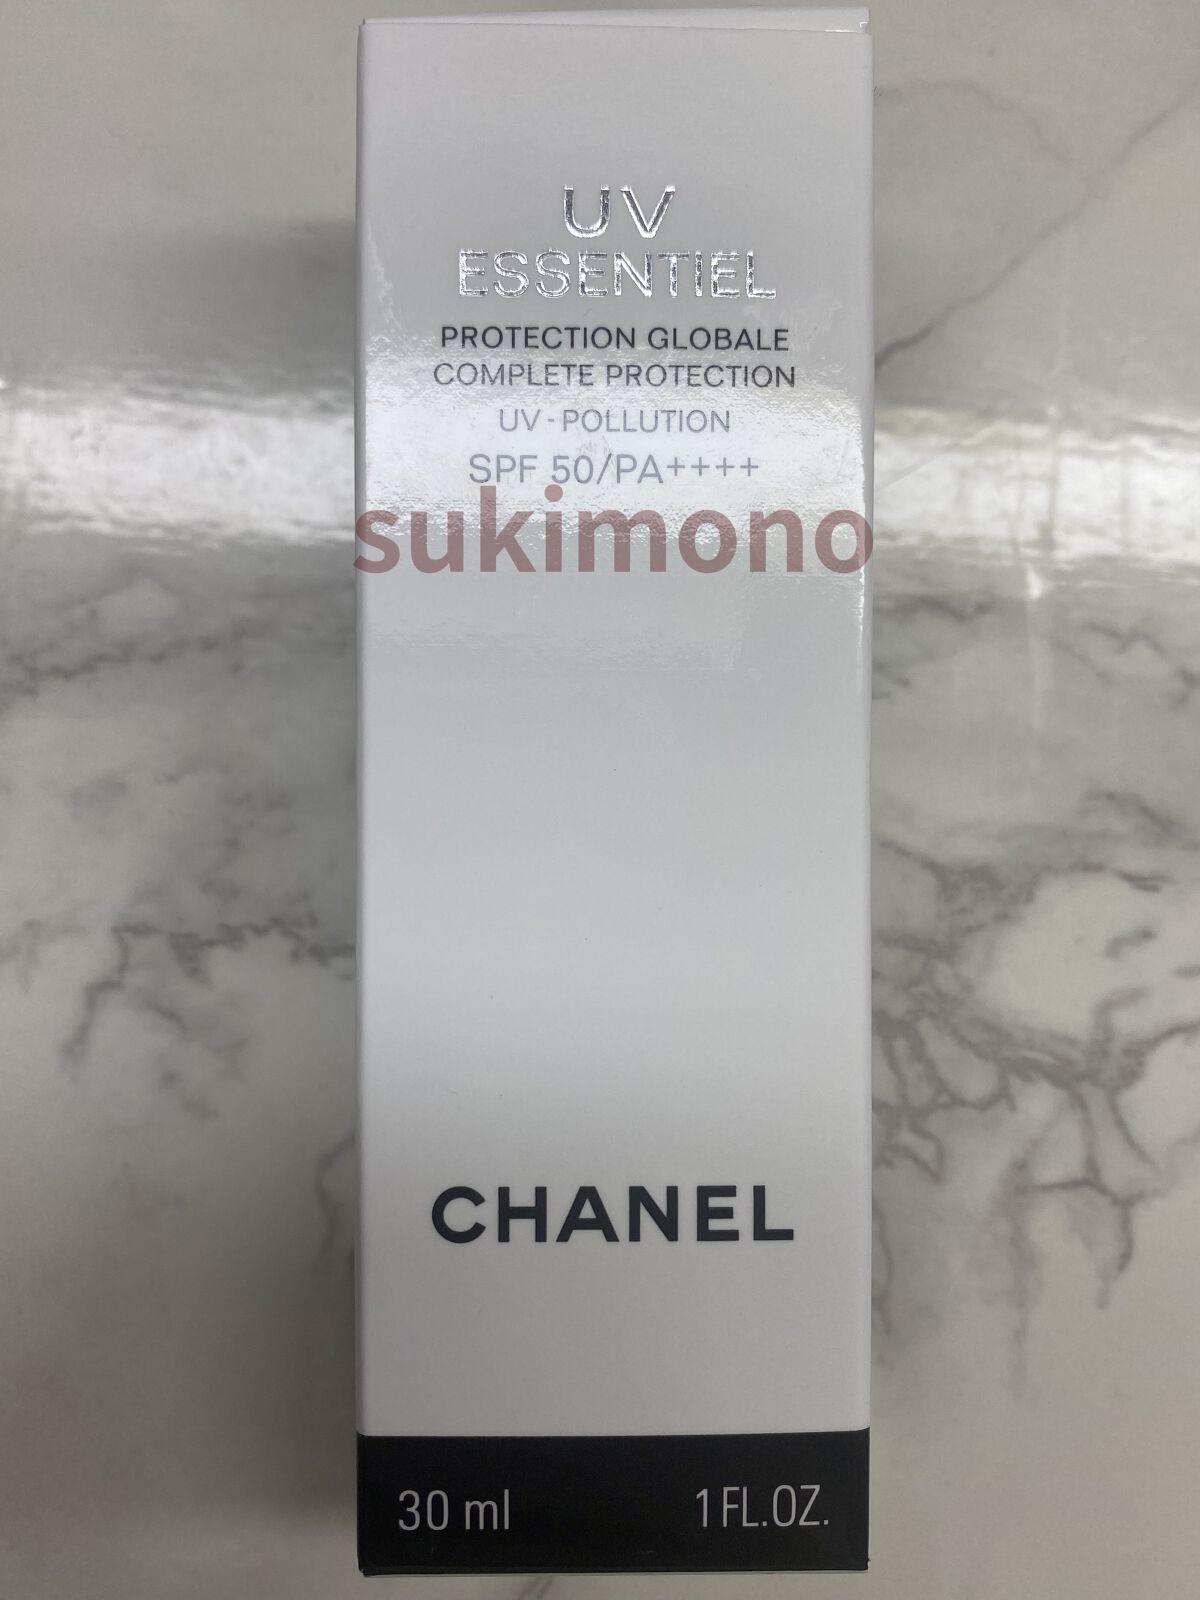 UV
ESSENTIEL
PROTECTION GLOBALE
COMPLETE PROTECTION
UV - POLLUTION
SPF 50/PA++++
sukimono
CHANEL
30 ml 1 FL.OZ.